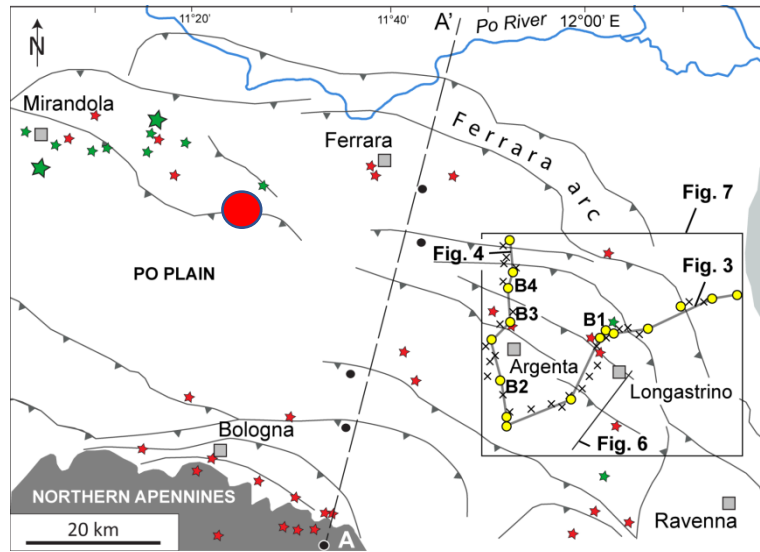 11°20
11°40
A'
Po River
12°00' E
N
Mirandola
Ferrara
Ferrara arc
Fig. 7
Fig. 4
Fig. 3
PO PLAIN
B4
B3
B1
Argenta
B2
Longastrino
Bologna
Fig. 6
NORTHERN APENNINES
Ravenna
20 km
A